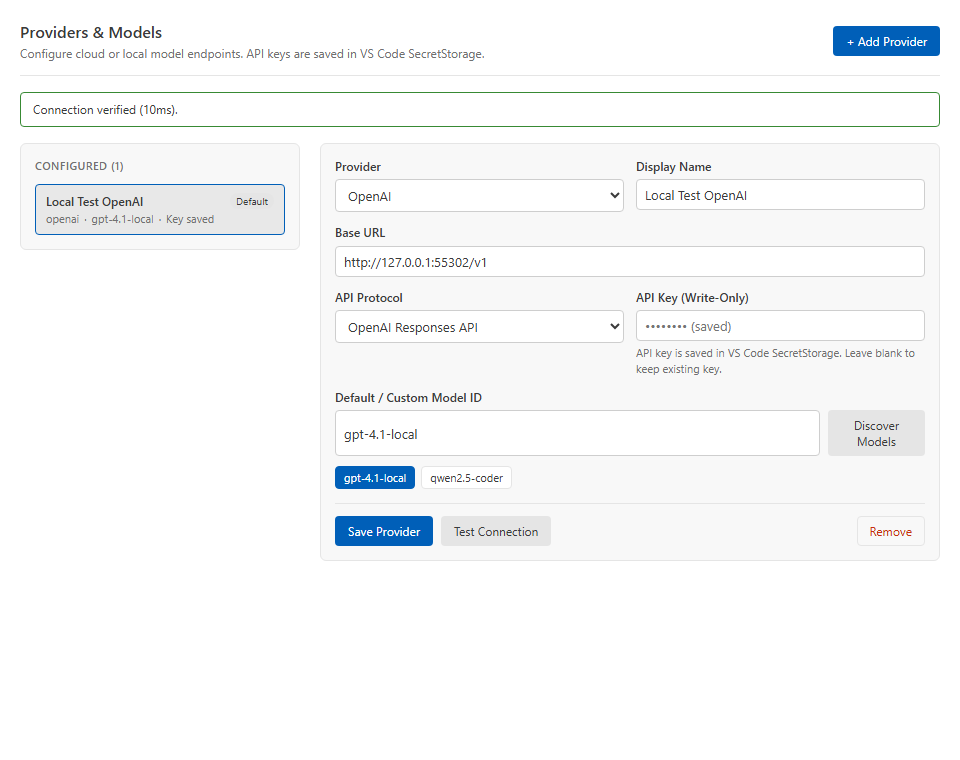 Providers & Models
Configure cloud or local model endpoints. API keys are saved in VS Code SecretStorage.
+ Add Provider
Connection verified (10ms).
CONFIGURED (1)
Local Test OpenAI
Default
openai · gpt-4.1-local · Key saved
Provider
Display Name
OpenAI
Local Test OpenAI
Base URL
http://127.0.0.1:55302/v1
API Protocol
API Key (Write-Only)
OpenAI Responses API
•••••••• (saved)
API key is saved in VS Code SecretStorage. Leave blank to
keep existing key.
Default / Custom Model ID
gpt-4.1-local
Discover
Models
gpt-4.1-local
qwen2.5-coder
Save Provider
Test Connection
Remove